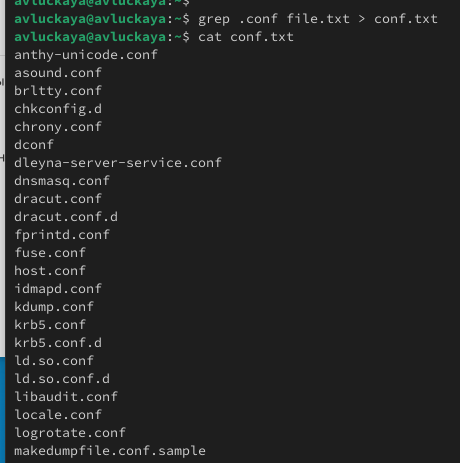 avluckaya@avluckaya:~$
avluckaya@avluckaya:~$ grep .conf file.txt > conf.txt
avluckaya@avluckaya:~$ cat conf.txt
anthy-unicode.conf
asound.conf
brltty.conf
chkconfig.d
chrony.conf
dconf
dleyna-server-service.conf
dnsmasq.conf
dracut.conf
dracut.conf.d
fprintd.conf
fuse.conf
host.conf
idmapd.conf
kdump.conf
krb5.conf
krb5.conf.d
ld.so.conf
ld.so.conf.d
libaudit.conf
locale.conf
logrotate.conf
makedumpfile.conf.sample